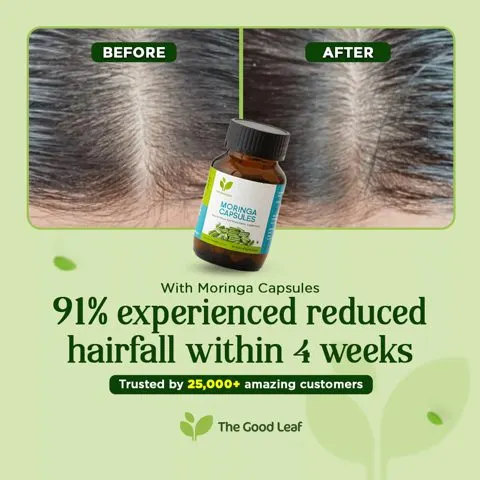 BEFORE
AFTER
MORINGA
CAPSULES
With Moringa Capsules
91% experienced reduced
hairfall within 4 weeks
Trusted by 25,000+ amazing customers
The Good Leaf